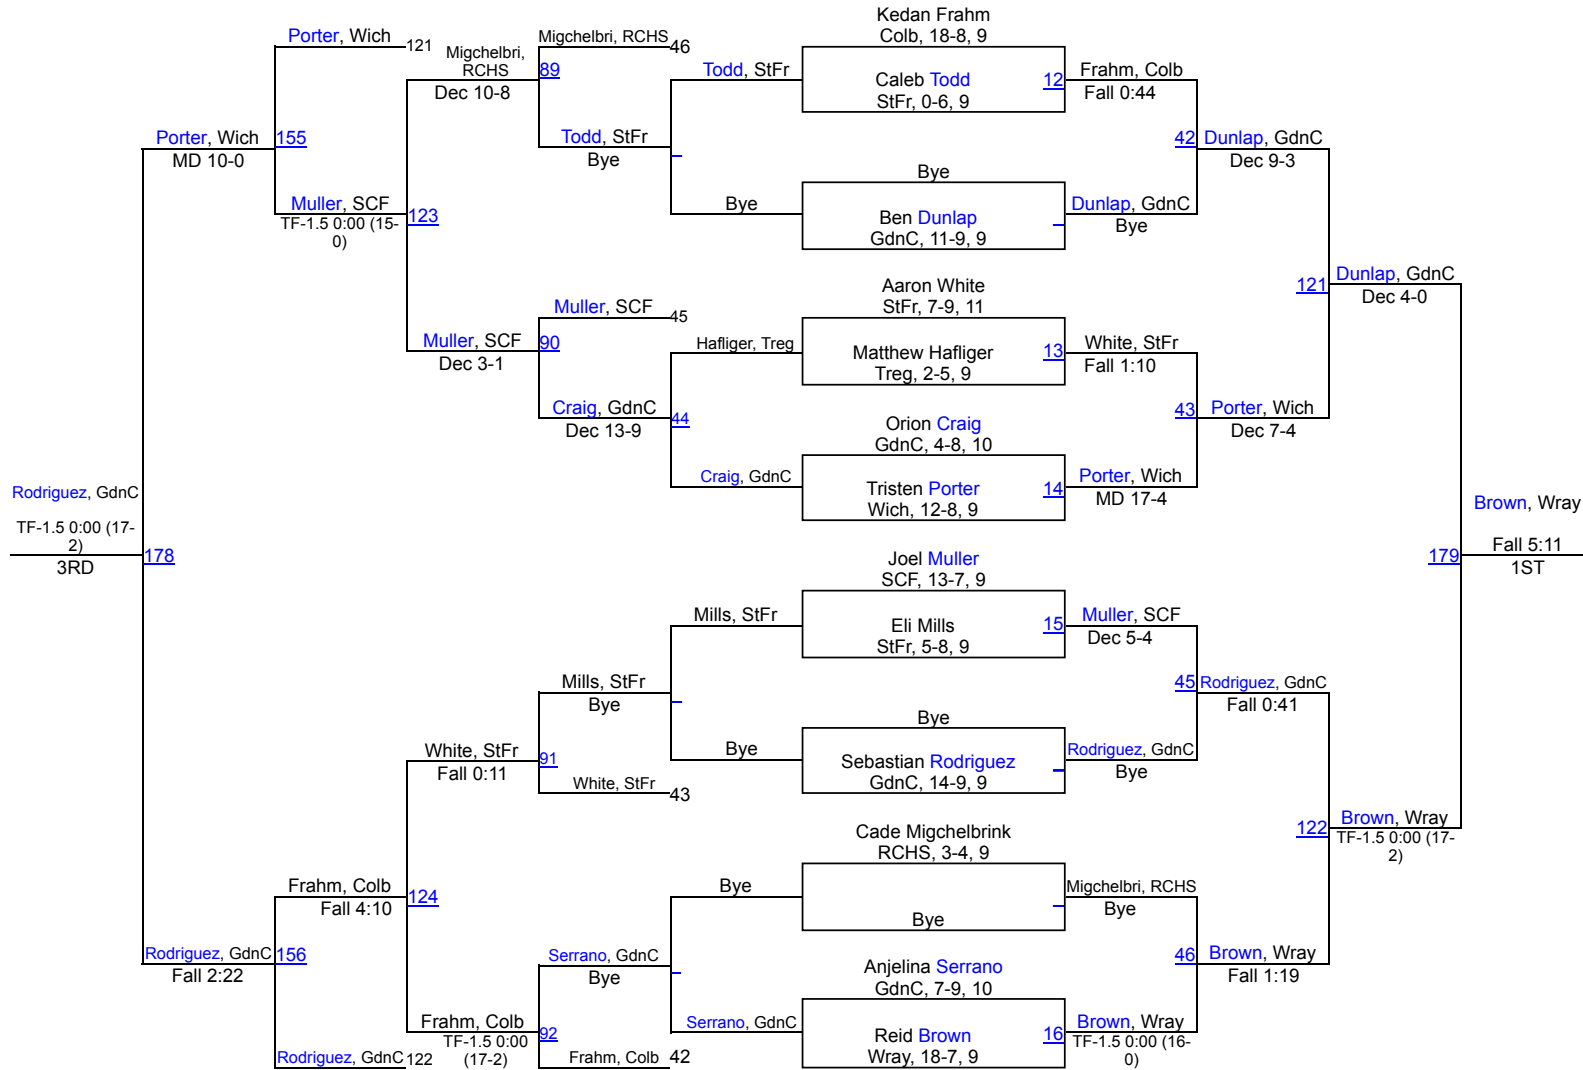 Kedan Frahm
Colb, 18-8, 9
Porter, Wich
121
Migchelbri,
RCHS
Dec 10-8
Migchelbri, RCHS
46
89
Todd, StFr
Caleb Todd
StFr, 0-6, 9
12
Frahm, Colb
Fall 0:44
Porter, Wich
MD 10-0
155
Todd, StFr
Bye
42
Dunlap, GdnC
Dec 9-3
Bye
Muller, SCF
TF-1.5 0:00 (15-
0)
123
Bye
Ben Dunlap
GdnC, 11-9, 9
Dunlap, GdnC
Bye
Aaron White
StFr, 7-9, 11
121
Dunlap, GdnC
Dec 4-0
Muller, SCF
45
Muller, SCF
Dec 3-1
90
Hafliger, Treg
Matthew Hafliger
Treg, 2-5, 9
13
White, StFr
Fall 1:10
Craig, GdnC
Dec 13-9
44
Orion Craig
GdnC, 4-8, 10
43
Porter, Wich
Dec 7-4
Craig, GdnC
Tristen Porter
Wich, 12-8, 9
14
Porter, Wich
MD 17-4
Rodriguez, GdnC
TF-1.5 0:00 (17-
2)
3RD
178
Brown, Wray
Fall 5:11
1ST
179
Joel Muller
SCF, 13-7, 9
Mills, StFr
Eli Mills
StFr, 5-8, 9
15
Muller, SCF
Dec 5-4
Mills, StFr
Bye
45
Rodriguez, GdnC
Fall 0:41
Bye
White, StFr
Fall 0:11
91
Bye
Sebastian Rodriguez
GdnC, 14-9, 9
Rodriguez, GdnC
Bye
White, StFr
43
Cade Migchelbrink
RCHS, 3-4, 9
122
Brown, Wray
TF-1.5 0:00 (17-
2)
Frahm, Colb
Fall 4:10
124
Bye
Bye
Migchelbri, RCHS
Bye
Rodriguez, GdnC
Fall 2:22
156
Serrano, GdnC
Bye
Anjelina Serrano
GdnC, 7-9, 10
46
Brown, Wray
Fall 1:19
Frahm, Colb
TF-1.5 0:00
(17-2)
92
Serrano, GdnC
Reid Brown
Wray, 18-7, 9
16
Brown, Wray
TF-1.5 0:00 (16-
0)
Rodriguez, GdnC
122
Frahm, Colb
42